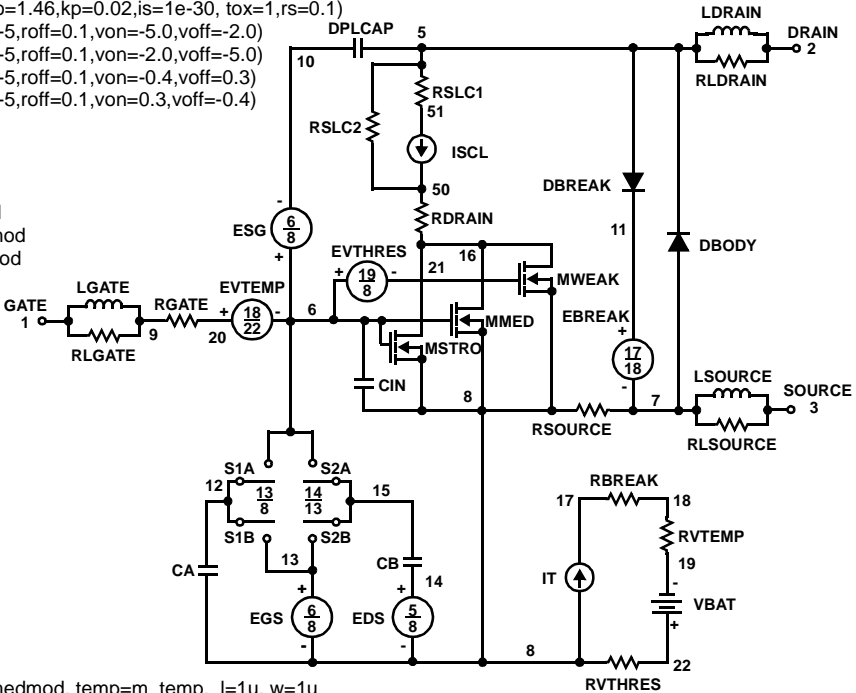 p=1.46,kp=0.02,is=1e-30, tox=1,rs=0.1)
-5,roff=0.1,von=-5.0,voff=-2.0)
-5,roff=0.1,von=-2.0,voff=-5.0)
-5,roff=0.1,von=-0.4,voff=0.3)
-5,roff=0.1,von=0.3,voff=-0.4)
DPLCAP
5
10
LDRAIN
DRAIN
2
RLDRAIN
RSLC1
51
RSLC2
ISCL
50
DBREAK
RDRAIN
-
ESG
6
8
+
11
DBODY
nod
od
EVTHRES
+
19
8
-
21
16
MWEAK
GATE
1
LGATE
RLGATE
9
RGATE
20
EVTEMP
+
18
22
-
6
MMED
MSTRO
EBREAK
+
17
18
-
CIN
8
RSOURCE
7
LSOURCE
SOURCE
3
RLSOURCE
S1A
S2A
12
13
8
14
13
15
S1B
S2B
13
CA
CB
14
+
EGS
6
8
-
+
EDS
5
8
-
RBREAK
17
18
RVTEMP
19
IT
-
VBAT
+
8
22
RVTHRES
nedmod, temp=m_temp, l=1u, w=1u